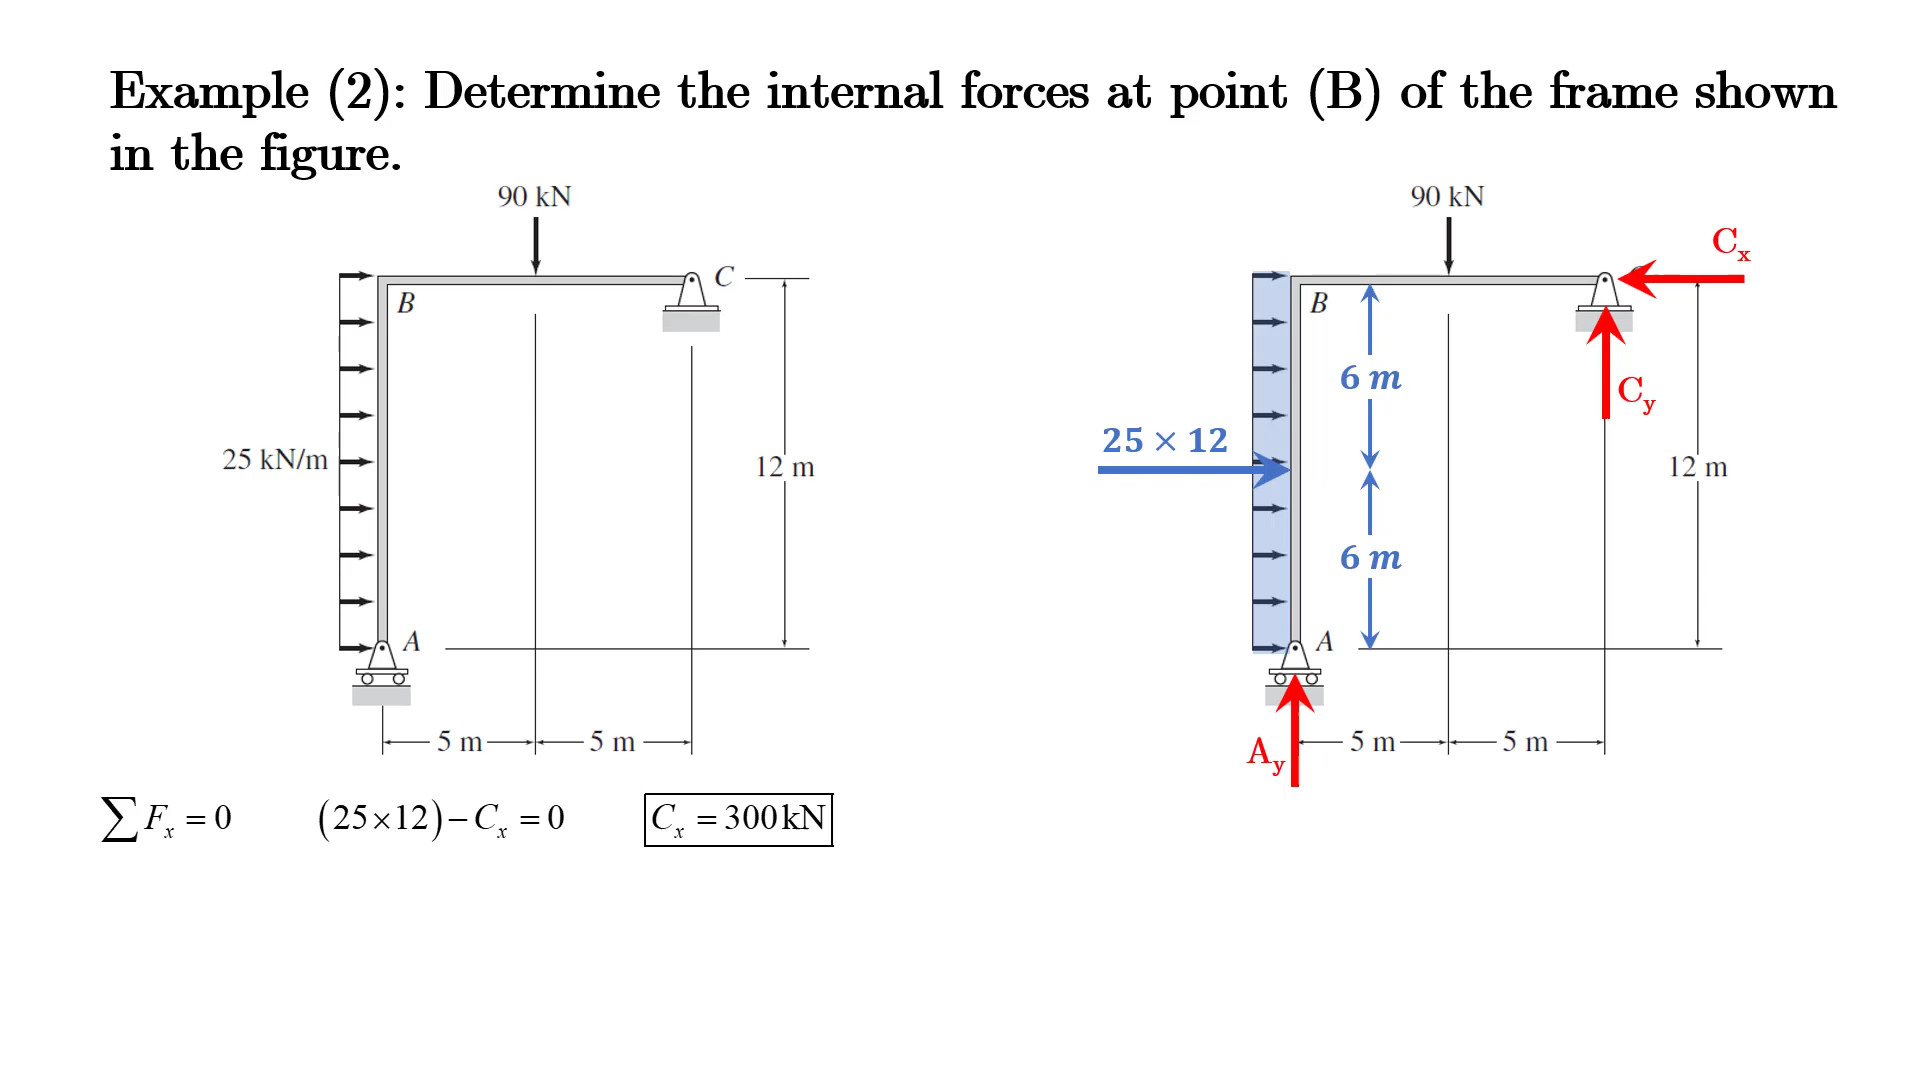 Example (2): Determine the internal forces at point (B) of the frame shown
in the figure.
90 kN
C
B
25 kN/m
12 m
A
5 m
5 m
90 kN
Cx
B
6 m
Cy
25 × 12
12 m
6 m
A
Ay
5 m
5 m
∑Fx = 0 (25×12) − Cx = 0 Cx = 300 kN